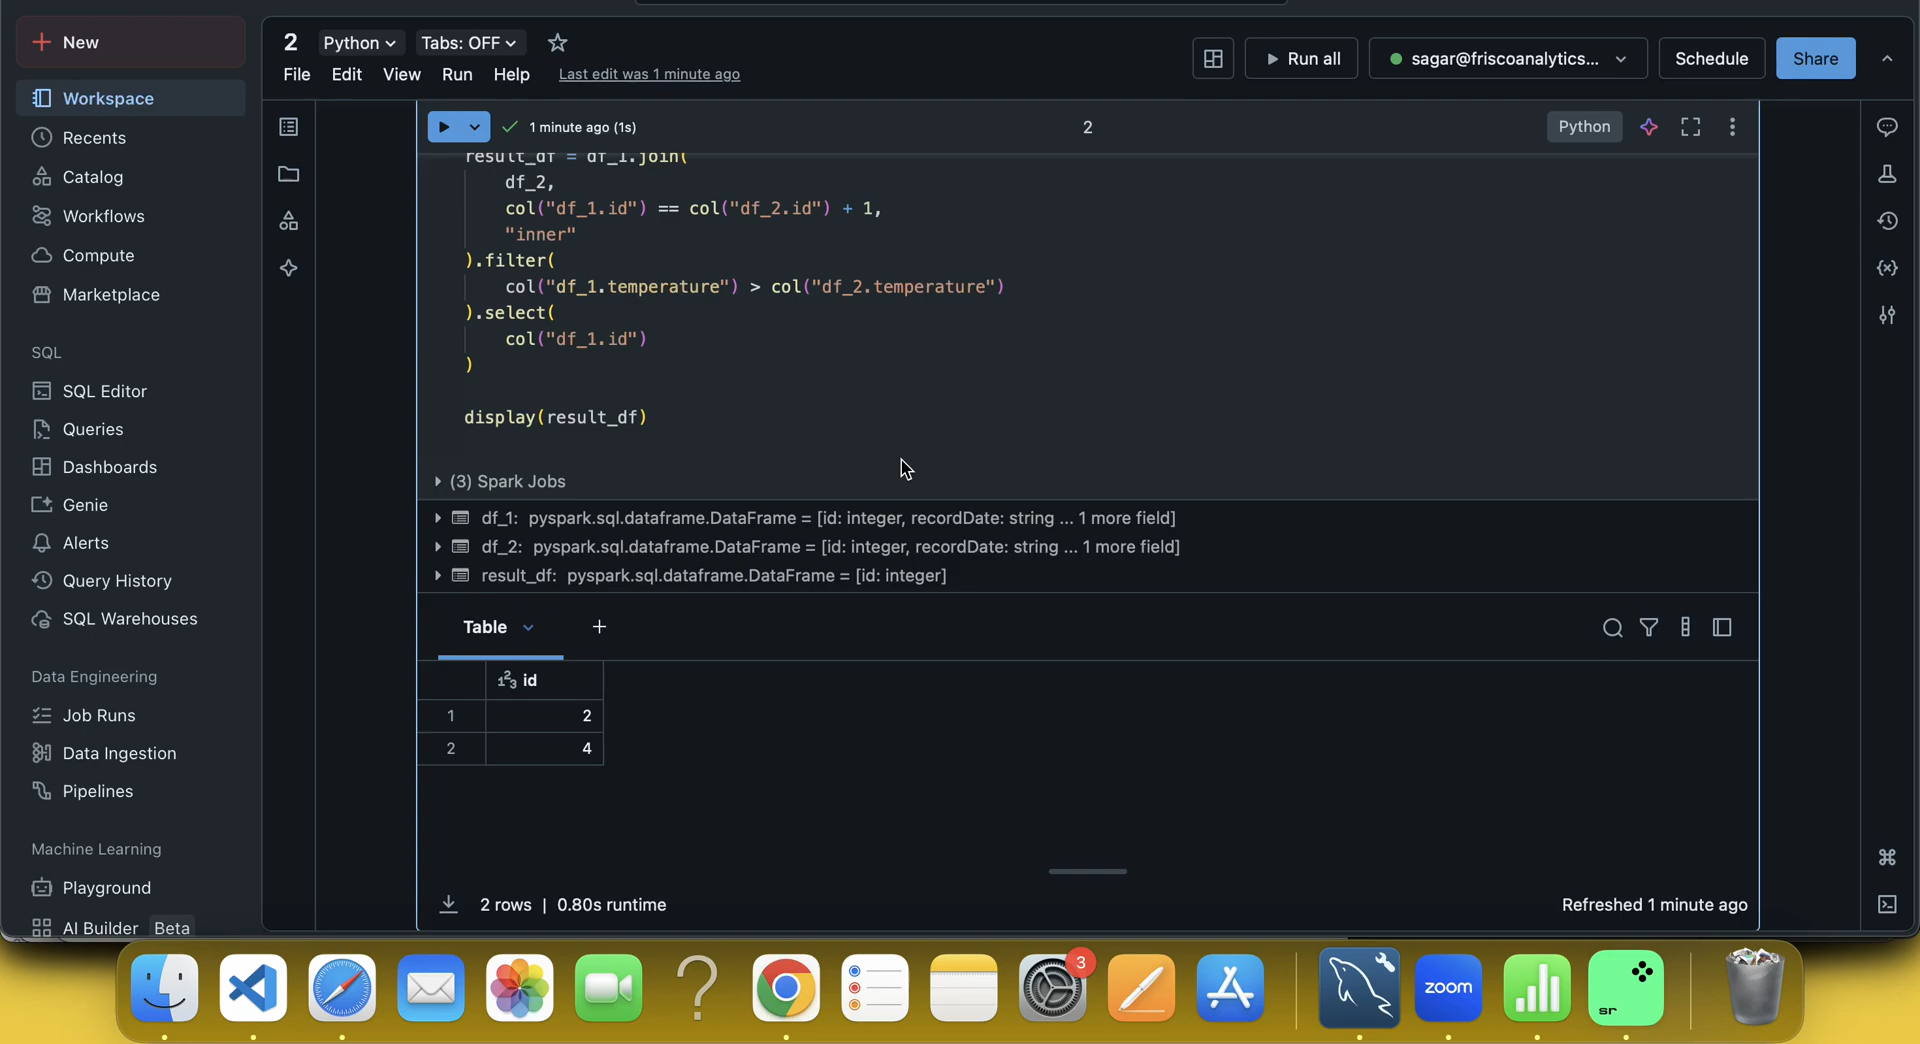 New
2 Python Tabs: OFF
File Edit View Run Help Last edit was 1 minute ago
Run all
sagar@friscoanalytics...
Schedule
Share
Workspace
Recents
Catalog
Workflows
Compute
Marketplace
SQL
SQL Editor
Queries
Dashboards
Genie
Alerts
Query History
SQL Warehouses
Data Engineering
Job Runs
Data Ingestion
Pipelines
Machine Learning
Playground
AI Builder Beta
1 minute ago (1s)
2
Python
result_df = df_1.join(
df_2,
col("df_1.id") == col("df_2.id") + 1,
"inner"
).filter(
col("df_1.temperature") > col("df_2.temperature")
).select(
col("df_1.id")
)
display(result_df)
(3) Spark Jobs
df_1: pyspark.sql.dataframe.DataFrame = [id: integer, recordDate: string ... 1 more field]
df_2: pyspark.sql.dataframe.DataFrame = [id: integer, recordDate: string ... 1 more field]
result_df: pyspark.sql.dataframe.DataFrame = [id: integer]
Table +
1²3 id
1 2
2 4
2 rows | 0.80s runtime
Refreshed 1 minute ago
3
zoom
sr